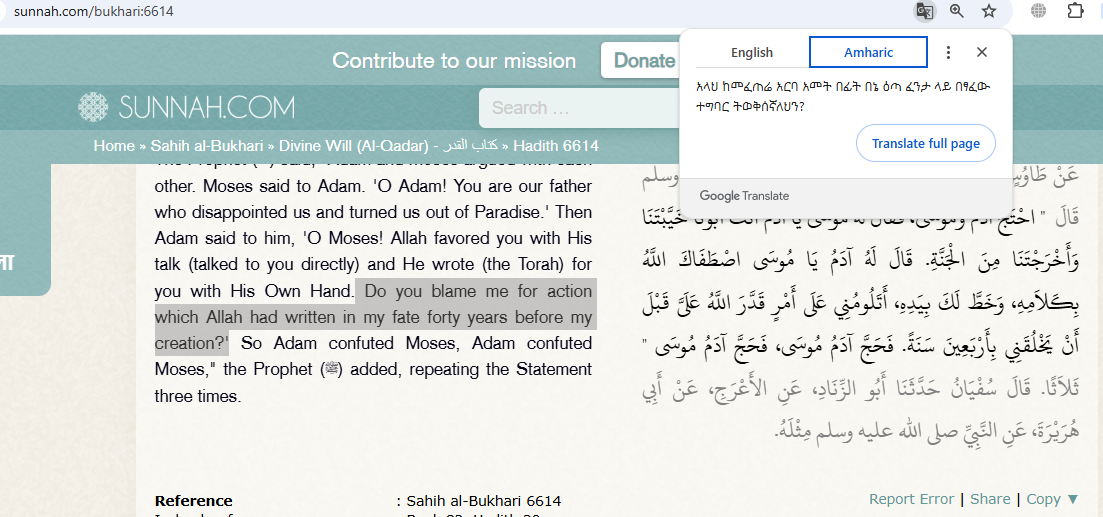 sunnah.com/bukhari:6614
Contribute to our mission
Donate
SUNNAH.COM
Search ...
Home » Sahih al-Bukhari » Divine Will (Al-Qadar) - كتاب القدر » Hadith 6614
English
Amharic
አላህ ከመፈጠሬ አርባ አመት በፊት በኔ ዕጣ ፈንታ ላይ በፃፈው
ተግባር ትወቅሰኛለህን?
Translate full page
Google Translate
other. Moses said to Adam. 'O Adam! You are our father
who disappointed us and turned us out of Paradise.' Then
Adam said to him, 'O Moses! Allah favored you with His
talk (talked to you directly) and He wrote (the Torah) for
you with His Own Hand. Do you blame me for action
which Allah had written in my fate forty years before my
creation?' So Adam confuted Moses, Adam confuted
Moses," the Prophet (ﷺ) added, repeating the Statement
three times.
عَنْ طَاوُسٍ وسلم
قَالَ ‏"‏ احْتَجَّ آدَمُ وَمُوسَى، فَقَالَ لَهُ مُوسَى يَا آدَمُ أَنْتَ أَبُونَا خَيَّبْتَنَا
وَأَخْرَجْتَنَا مِنَ الْجَنَّةِ‏.‏ قَالَ لَهُ آدَمُ يَا مُوسَى اصْطَفَاكَ اللَّهُ
بِكَلاَمِهِ، وَخَطَّ لَكَ بِيَدِهِ، أَتَلُومُنِي عَلَى أَمْرٍ قَدَّرَ اللَّهُ عَلَىَّ قَبْلَ
أَنْ يَخْلُقَنِي بِأَرْبَعِينَ سَنَةً‏.‏ فَحَجَّ آدَمُ مُوسَى، فَحَجَّ آدَمُ مُوسَى ‏"‏
ثَلاَثًا‏.‏ قَالَ سُفْيَانُ حَدَّثَنَا أَبُو الزِّنَادِ، عَنِ الأَعْرَجِ، عَنْ أَبِي
هُرَيْرَةَ، عَنِ النَّبِيِّ صلى الله عليه وسلم مِثْلَهُ‏.‏
Reference : Sahih al-Bukhari 6614
Report Error | Share | Copy ▼